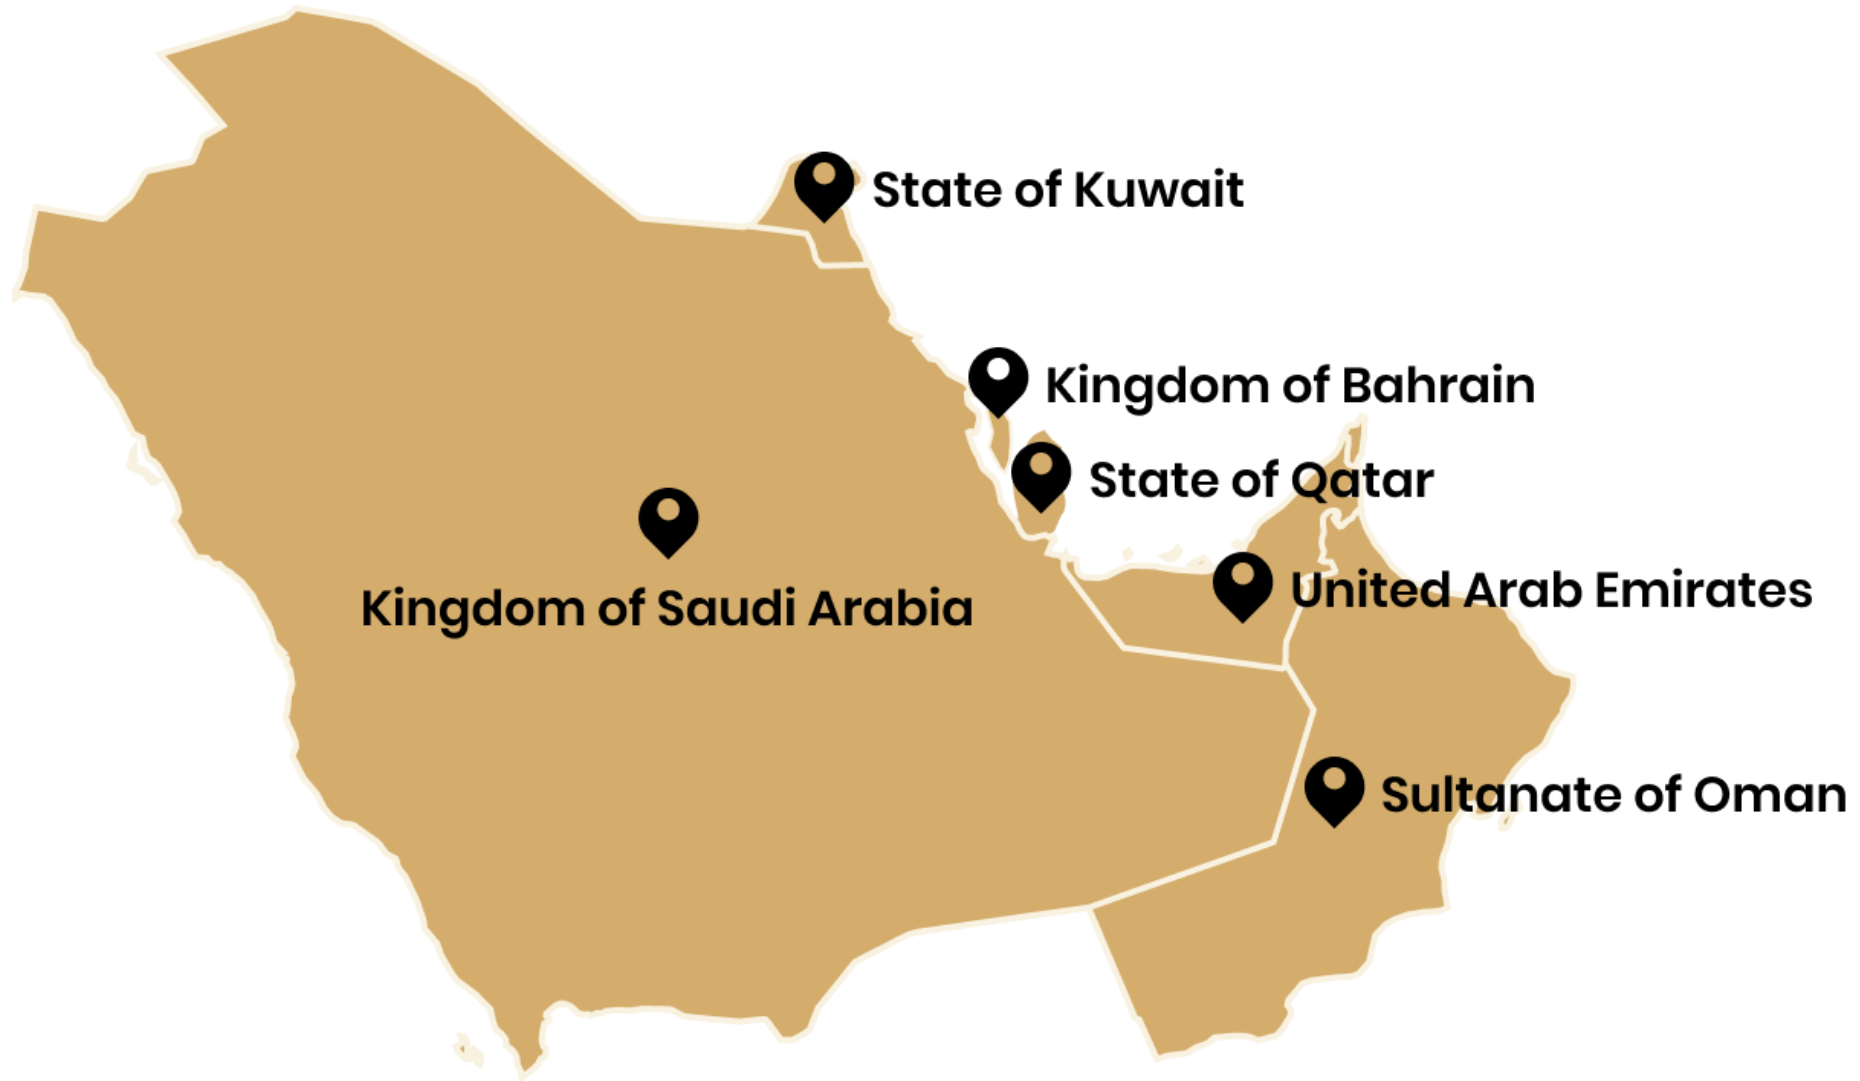 State of Kuwait
Kingdom of Bahrain
State of Qatar
United Arab Emirates
Kingdom of Saudi Arabia
Sultanate of Oman